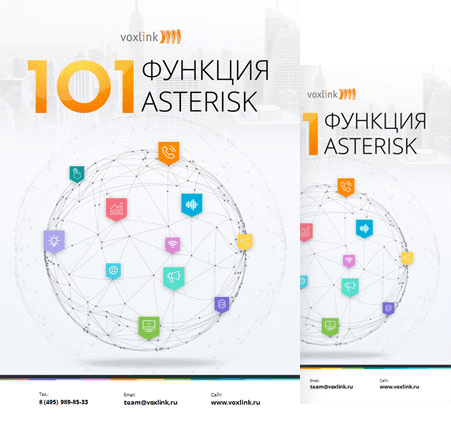 voxlink
101 ФУНКЦИЯ
ASTERISK
Тел:
8 (495) 989-85-33
Email:
team@voxlink.ru
Сайт:
www.voxlink.ru
voxlink
1 ФУНКЦИЯ
ASTERISK
Email:
team@voxlink.ru
Сайт:
www.voxlink.ru